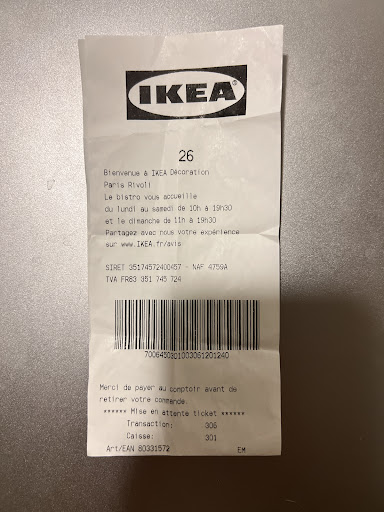 IKEA®
26
Bienvenue à IKEA Décoration
Paris Rivoli
Le bistro vous accueille
du lundi au samedi de 10h à 19h30
et le dimanche de 11h à 19h30
Partagez avec nous votre expérience
sur www.IKEA.fr/avis
SIRET 35174572400457 - NAF 4759A
TVA FR83 351 745 724
7006450301003061201240
Merci de payer au comptoir avant de
retirer votre commande.
****** Mise en attente ticket ******
Transaction: 306
Caisse: 301
Art/EAN 80331572 EM